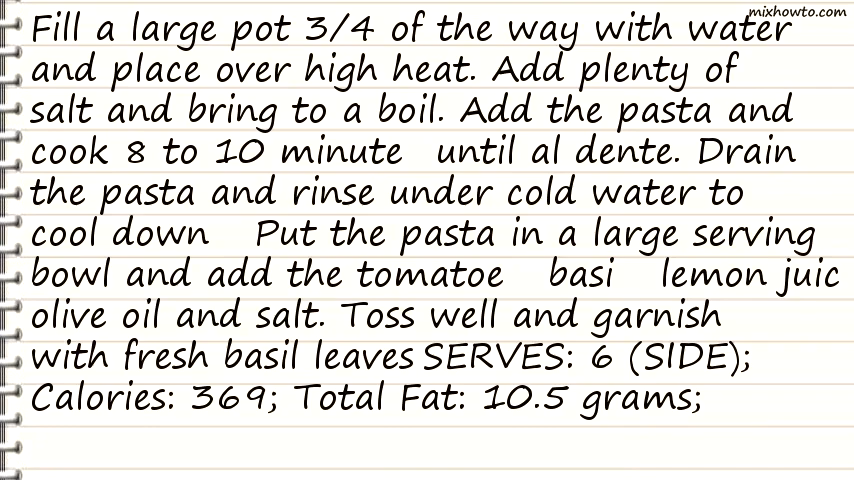 mixhowto.com
Fill a large pot 3/4 of the way with water
and place over high heat. Add plenty of
salt and bring to a boil. Add the pasta and
cook 8 to 10 minute until al dente. Drain
the pasta and rinse under cold water to
cool down Put the pasta in a large serving
bowl and add the tomatoe basi lemon juic
olive oil and salt. Toss well and garnish
with fresh basil leaves SERVES: 6 (SIDE);
Calories: 369; Total Fat: 10.5 grams;